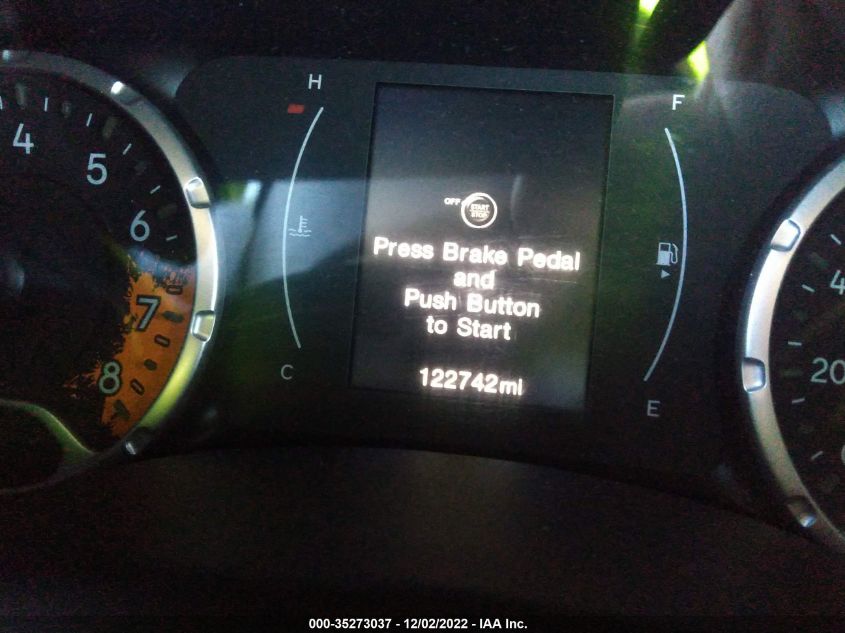 H
F
4
5
6
7
8
OFF
START
STOP
Press Brake Pedal
and
Push Button
to Start
122742mi
C
E
4
20
000-35273037 - 12/02/2022 - IAA Inc.